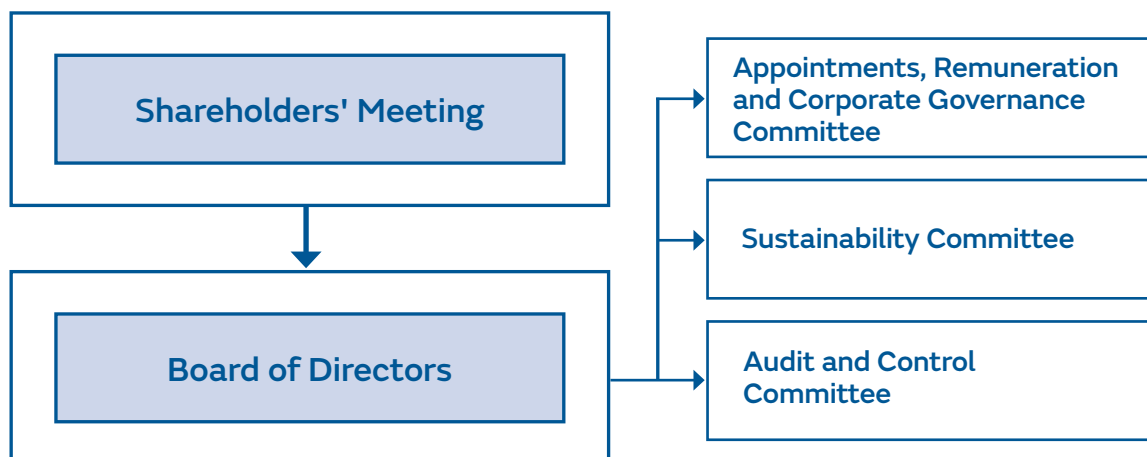 Shareholders' Meeting
Board of Directors
Appointments, Remuneration
and Corporate Governance
Committee
Sustainability Committee
Audit and Control
Committee